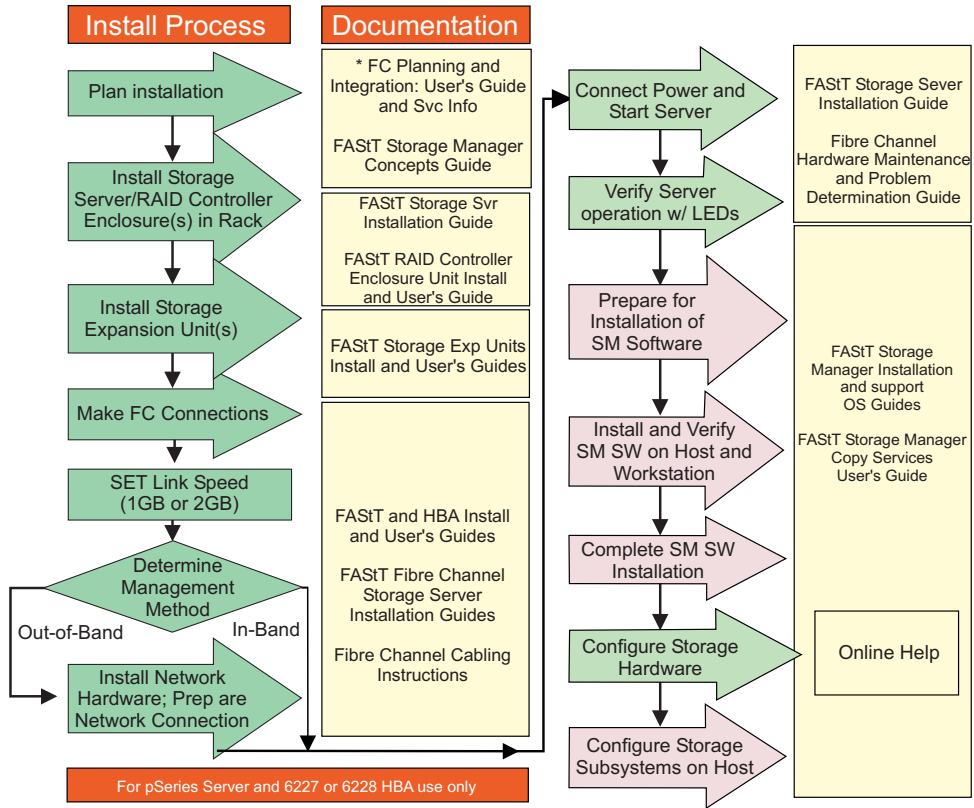 Install Process
Plan installation
Install Storage
Server/RAID Controller
Enclosure(s) in Rack
Install Storage
Expansion Unit(s)
Make FC Connections
SET Link Speed
(1GB or 2GB)
Determine
Management
Method
Out-of-Band
In-Band
Install Network
Hardware; Prep are
Network Connection
For pSeries Server and 6227 or 6228 HBA use only
Documentation
* FC Planning and
Integration: User's Guide
and Svc Info
FAStT Storage Manager
Concepts Guide
FAStT Storage Svr
Installation Guide
FAStT RAID Controller
Enclosure Unit Install
and User's Guide
FAStT Storage Exp Units
Install and User's Guides
FAStT and HBA Install
and User's Guides
FAStT Fibre Channel
Storage Server
Installation Guides
Fibre Channel Cabling
Instructions
Connect Power and
Start Server
Verify Server
operation w/ LEDs
Prepare for
Installation of
SM Software
Install and Verify
SM SW on Host and
Workstation
Complete SM SW
Installation
Configure Storage
Hardware
Configure Storage
Subsystems on Host
FAStT Storage Sever
Installation Guide
Fibre Channel
Hardware Maintenance
and Problem
Determination Guide
FAStT Storage
Manager Installation
and support
OS Guides
FAStT Storage Manager
Copy Services
User's Guide
Online Help